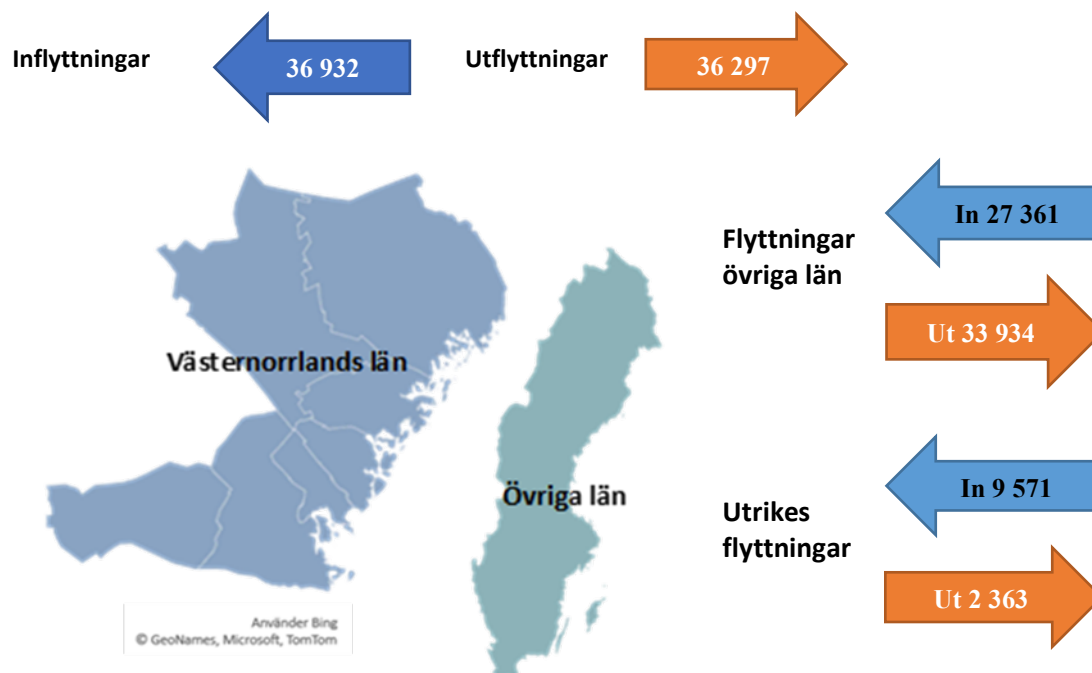 Inflyttningar
36 932
Utflyttningar
36 297
In 27 361
Flyttningar
övriga län
Ut 33 934
Västernorrlands län
Övriga län
In 9 571
Utrikes
flyttningar
Ut 2 363
Använder Bing
© GeoNames, Microsoft, TomTom